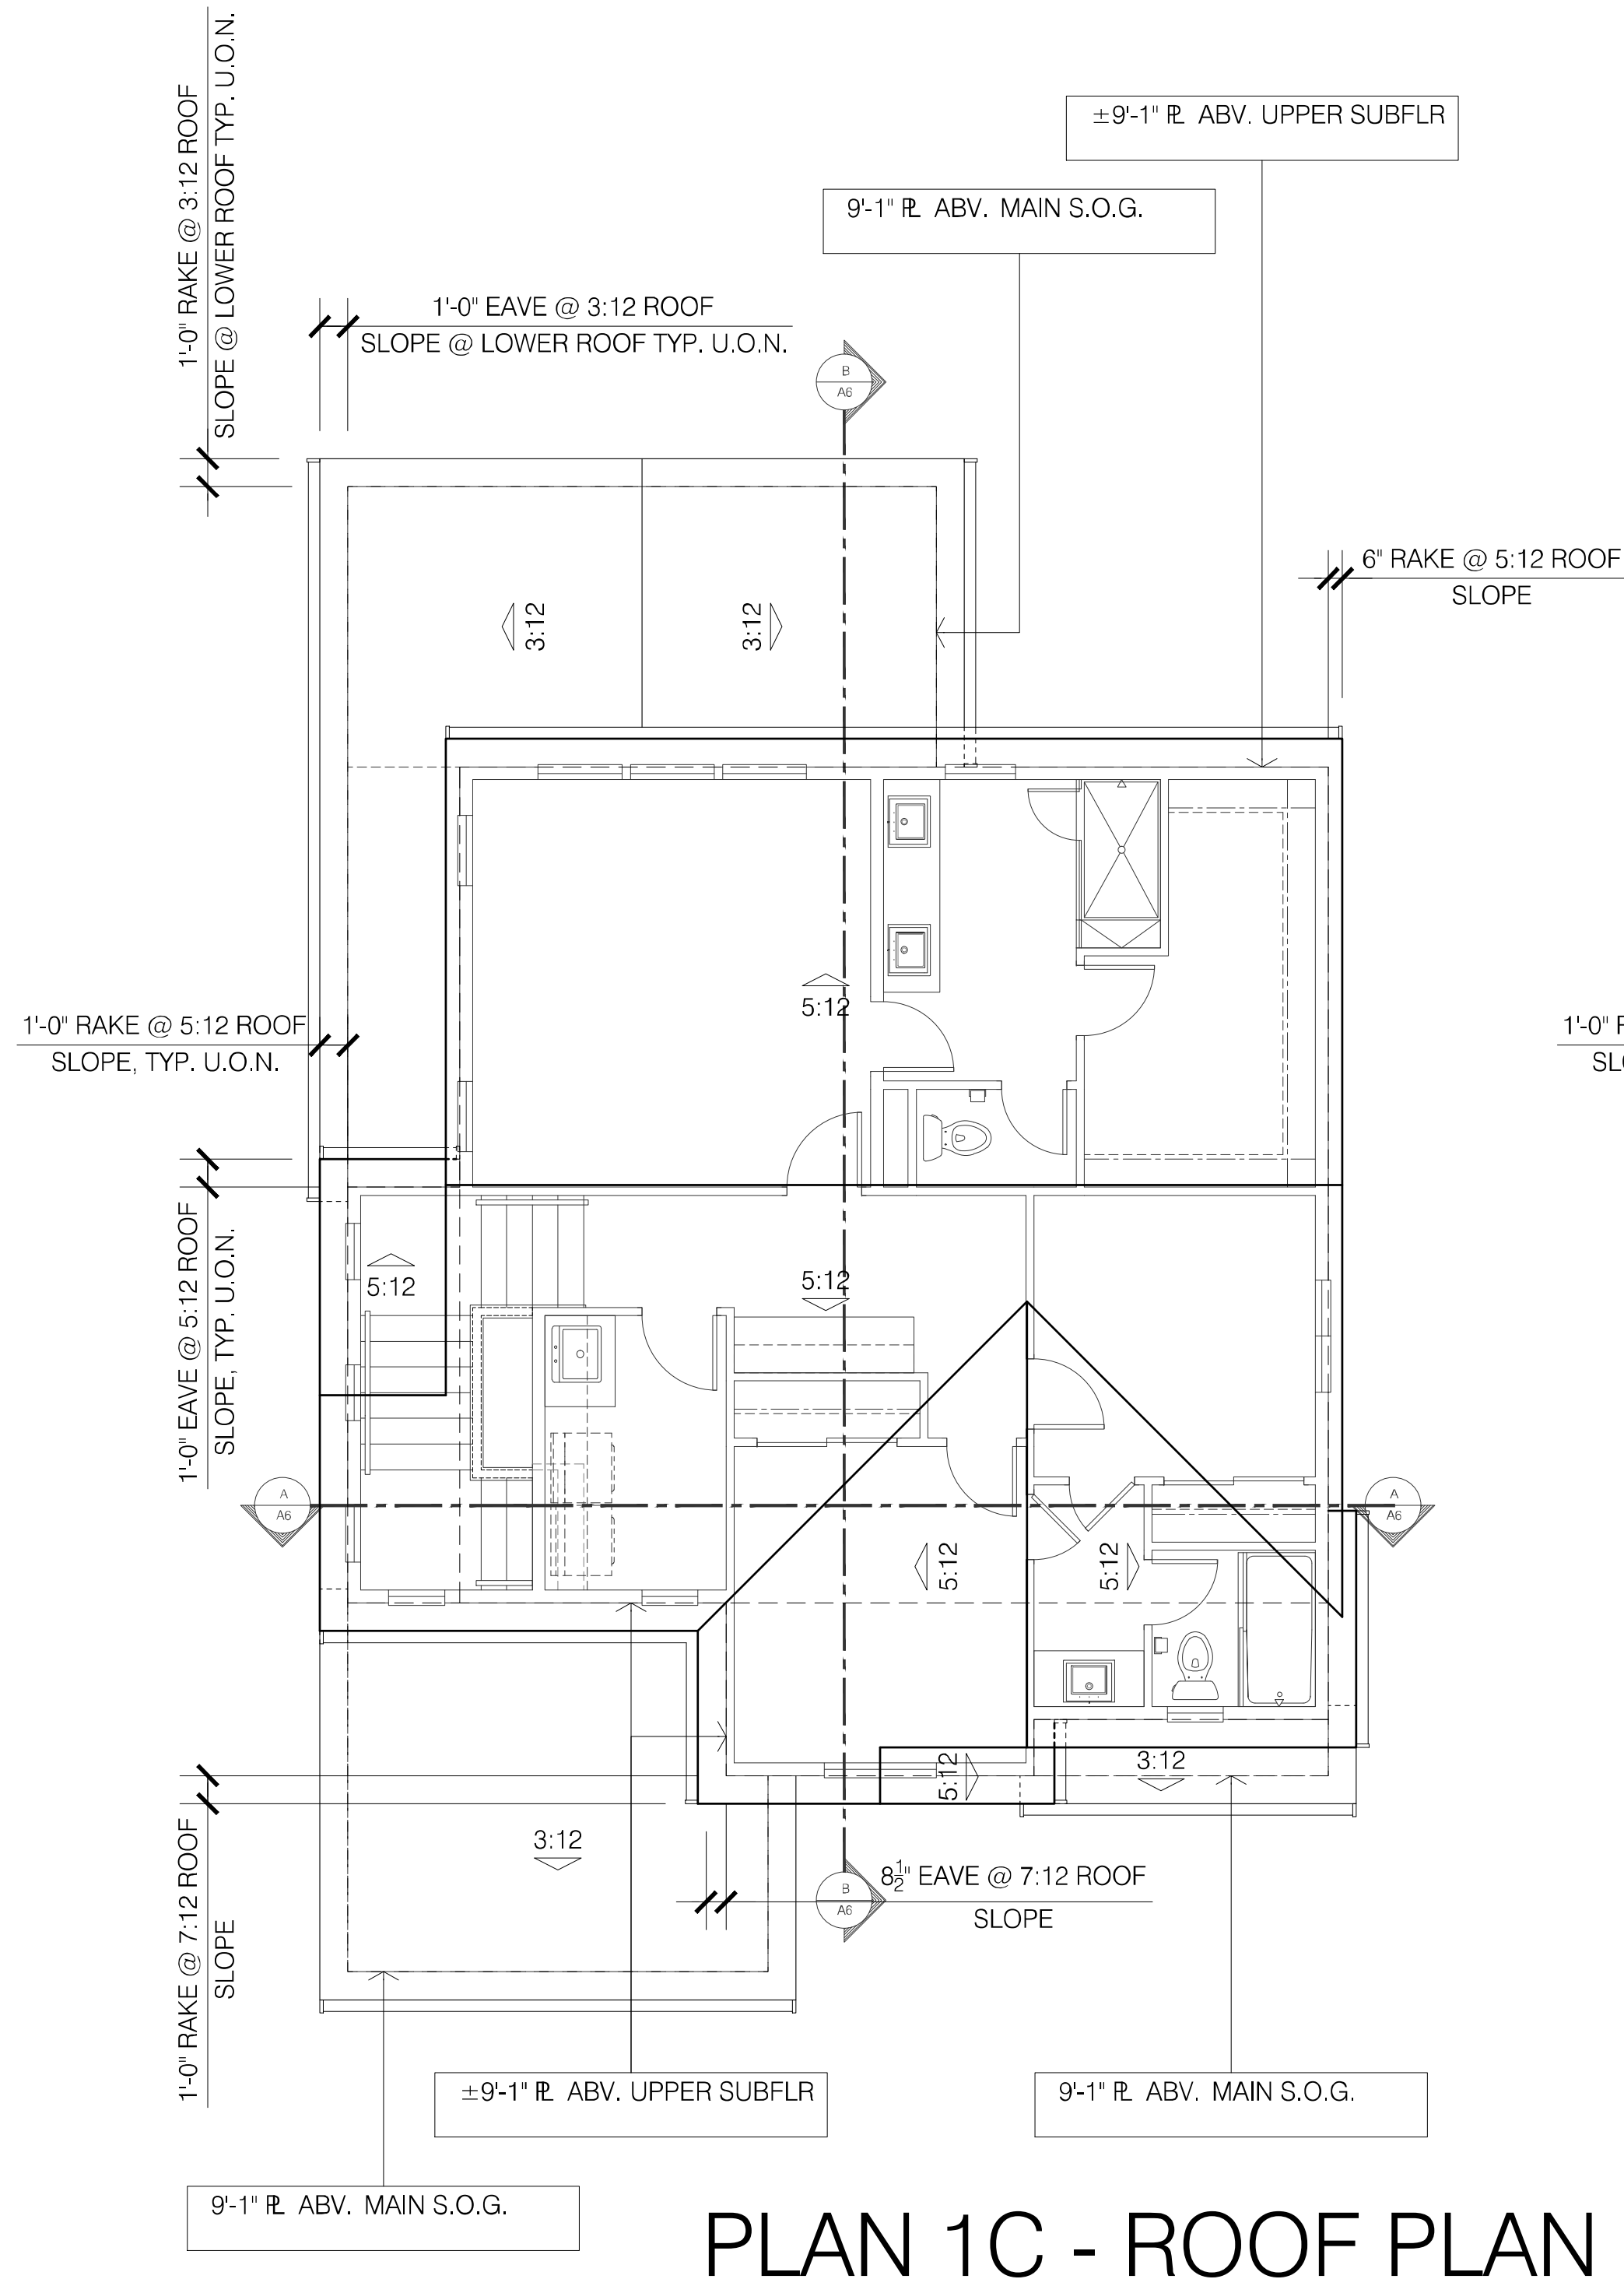 1'-0" RAKE @ 3:12 ROOF
SLOPE @ LOWER ROOF TYP. U.O.N.
±9'-1" PL ABV. UPPER SUBFLR
9'-1" PL ABV. MAIN S.O.G.
1'-0" EAVE @ 3:12 ROOF
SLOPE @ LOWER ROOF TYP. U.O.N.
B
A6
6" RAKE @ 5:12 ROOF
SLOPE
3:12
3:12
5:12
1'-0" RAKE @ 5:12 ROOF
SLOPE, TYP. U.O.N.
1'-0"
1'-0" EAVE @ 5:12 ROOF
SLOPE, TYP. U.O.N.
5:12
5:12
A
A6
A
A6
5:12
5:12
5:12
3:12
3:12
1'-0" RAKE @ 7:12 ROOF
SLOPE
B
A6
8 1/2" EAVE @ 7:12 ROOF
SLOPE
±9'-1" PL ABV. UPPER SUBFLR
9'-1" PL ABV. MAIN S.O.G.
9'-1" PL ABV. MAIN S.O.G.
PLAN 1C - ROOF PLAN